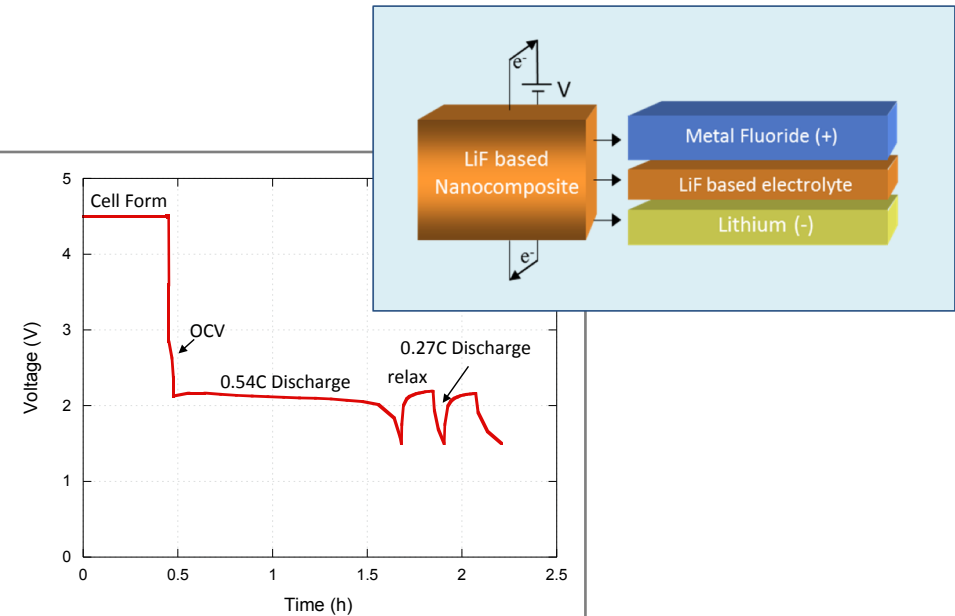 e-
V
LiF based
Nanocomposite
e-
Metal Fluoride (+)
LiF based electrolyte
Lithium (-)
5
Cell Form
4
3
OCV
0.27C Discharge
0.54C Discharge
relax
2
1
0
0
0.5
1
1.5
2
2.5
Voltage (V)
Time (h)